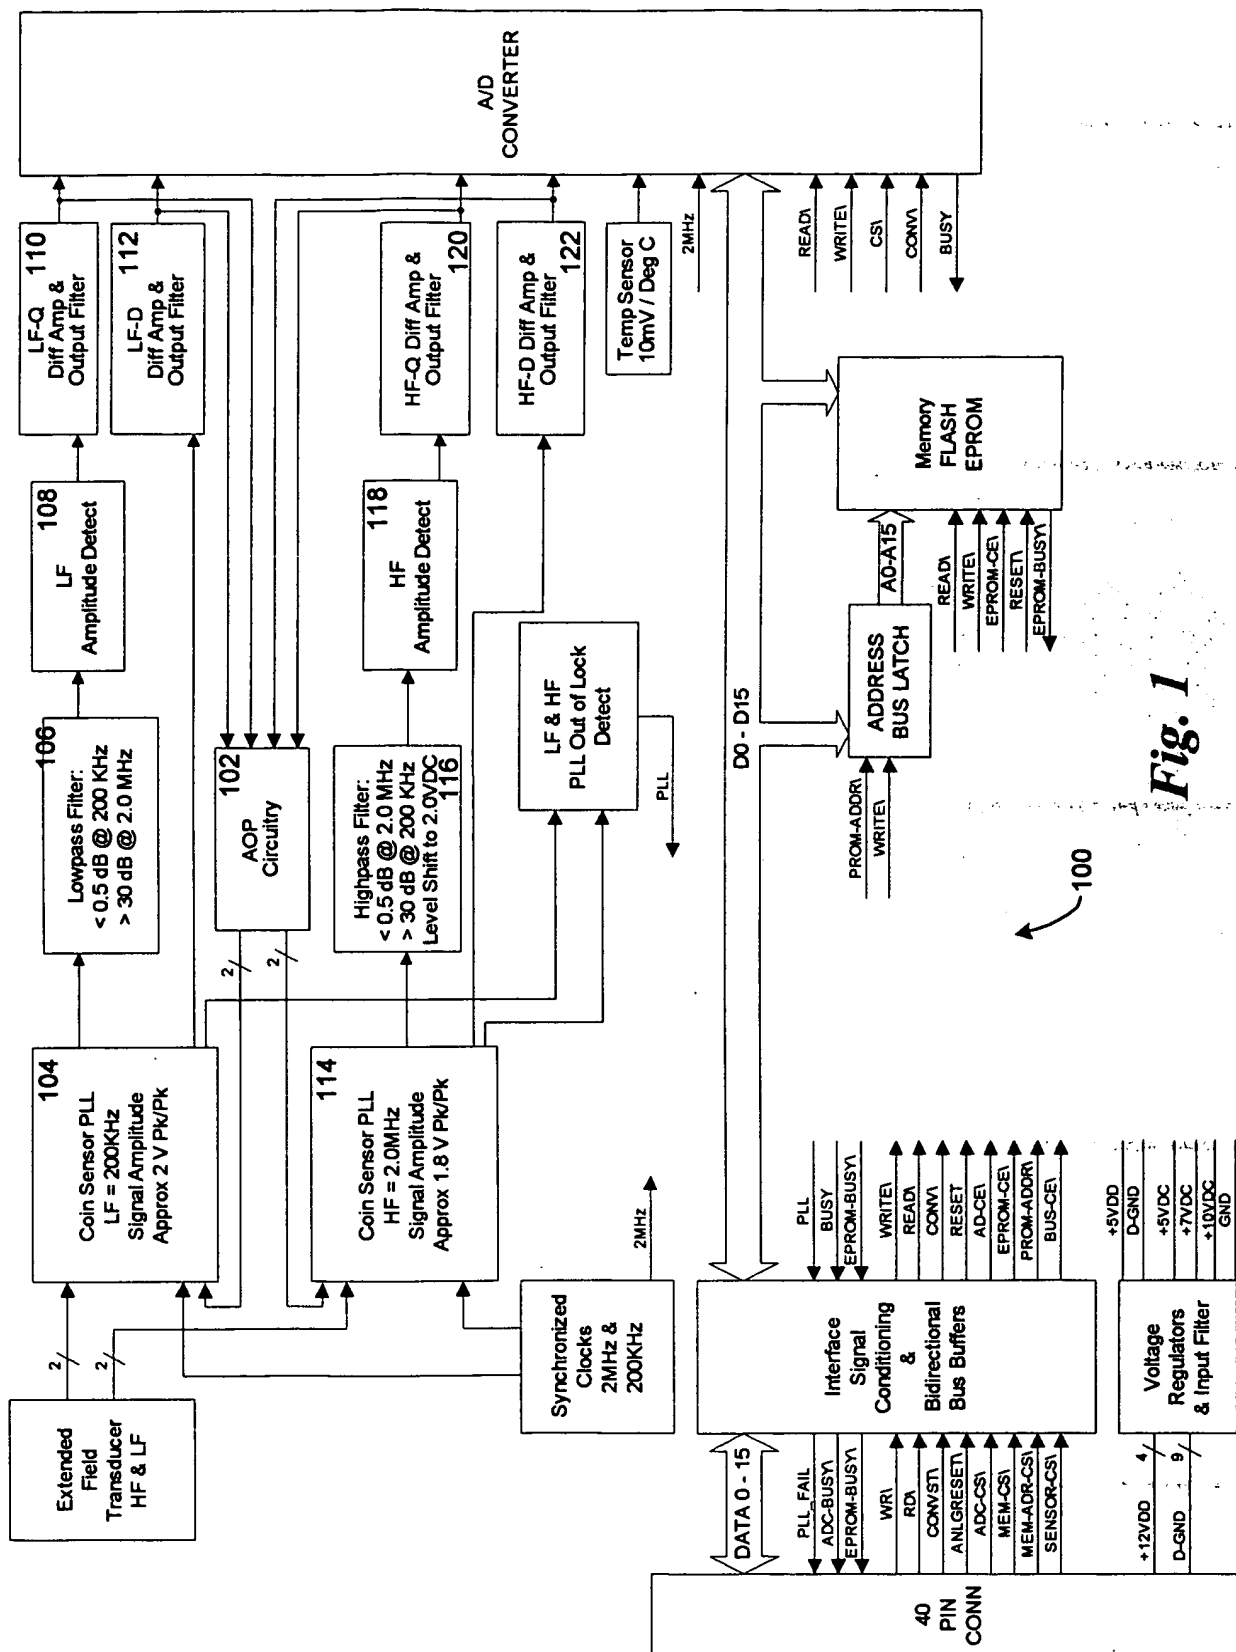 Extended
Field
Transducer
HF & LF
2
2
104
Coin Sensor PLL
LF = 200KHz
Signal Amplitude
Approx 2 V Pk/Pk
106
Lowpass Filter:
< 0.5 dB @ 200 KHz
> 30 dB @ 2.0 MHz
108
LF
Amplitude Detect
110
LF-Q
Diff Amp &
Output Filter
112
LF-D
Diff Amp &
Output Filter
A/D
CONVERTER
102
AOP
Circuitry
2
2
114
Coin Sensor PLL
HF = 2.0MHz
Signal Amplitude
Approx 1.8 V Pk/Pk
Highpass Filter:
< 0.5 dB @ 2.0 MHz
> 30 dB @ 200 KHz
Level Shift to 2.0VDC
116
118
HF
Amplitude Detect
HF-Q Diff Amp &
Output Filter
120
HF-D Diff Amp &
Output Filter
122
LF & HF
PLL Out of Lock
Detect
PLL
Temp Sensor
10mV / Deg C
2MHz
Synchronized
Clocks
2MHz &
200KHz
2MHz
D0 - D15
READ\
WRITE\
CS\
CONV\
BUSY
40
PIN
CONN
DATA 0 - 15
PLL_FAIL
ADC-BUSY\
EPROM-BUSY\
WR\
RD\
CONVST\
ANLGRESET\
ADC-CS\
MEM-CS\
MEM-ADR-CS\
SENSOR-CS\
Interface
Signal
Conditioning
&
Bidirectional
Bus Buffers
PLL
BUSY
EPROM-BUSY\
WRITE\
READ\
CONV\
RESET
AD-CE\
EPROM-CE\
PROM-ADDR\
BUS-CE\
PROM-ADDR\
WRITE\
ADDRESS
BUS LATCH
A0-A15
Memory
FLASH
EPROM
READ\
WRITE\
EPROM-CE\
RESET\
EPROM-BUSY\
+12VDD
4
D-GND
9
Voltage
Regulators
& Input Filter
+5VDD
D-GND
+5VDC
+7VDC
+10VDC
GND
100
Fig. 1